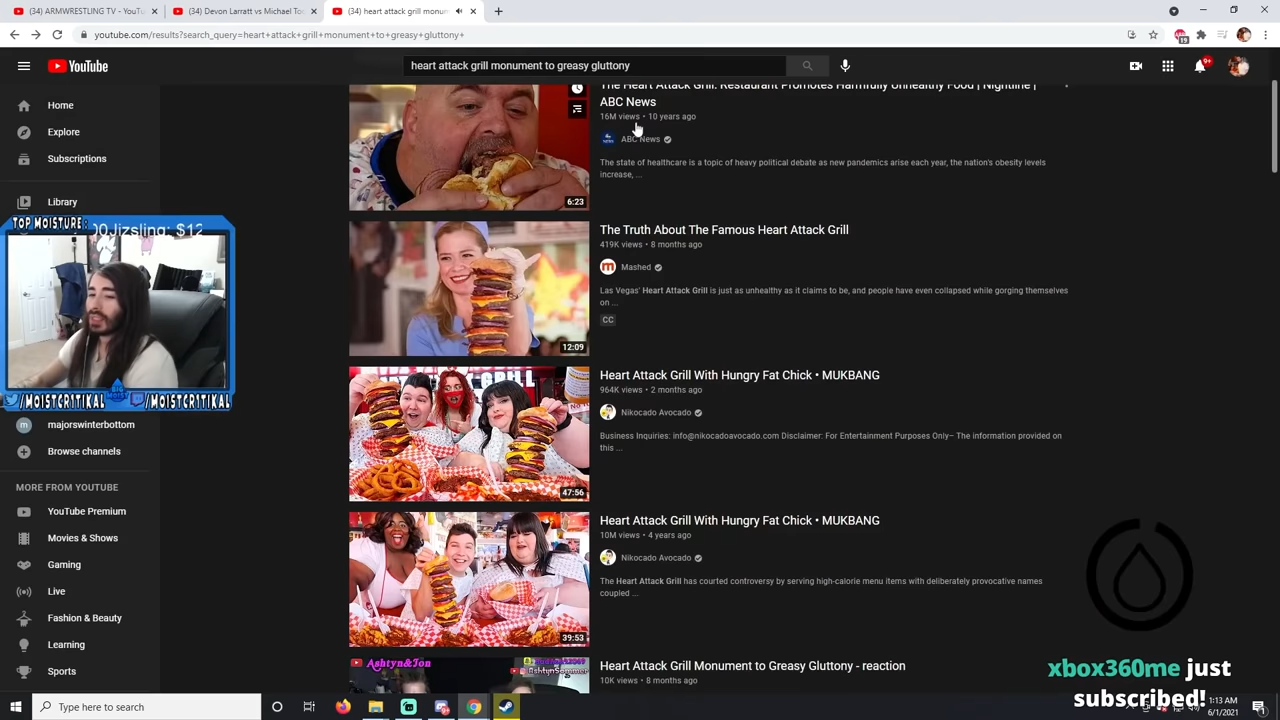 (34) ARMWRESTLING TV - YouTu
(34) Devon Larratt vs Michael Too
(34) heart attack grill monum
youtube.com/results?search_query=heart+attack+grill+monument+to+greasy+gluttony+
19
YouTube
heart attack grill monument to greasy gluttony
9+
Home
Explore
Subscriptions
Library
TOP MOISTURE:
00Jizsling: $12
/MOISTCR1TIKAL
/MOISTCR1TIKAL
majorswinterbottom
Browse channels
MORE FROM YOUTUBE
YouTube Premium
Movies & Shows
Gaming
Live
Fashion & Beauty
Learning
Sports
The Heart Attack Grill: Restaurant Promotes Harmfully Unhealthy Food | Nightline |
ABC News
16M views • 10 years ago
ABC News
The state of healthcare is a topic of heavy political debate as new pandemics arise each year, the nation's obesity levels
increase, ...
6:23
The Truth About The Famous Heart Attack Grill
419K views • 8 months ago
Mashed
Las Vegas' Heart Attack Grill is just as unhealthy as it claims to be, and people have even collapsed while gorging themselves
on ...
CC
12:09
Heart Attack Grill With Hungry Fat Chick • MUKBANG
964K views • 2 months ago
Nikocado Avocado
Business Inquiries: info@nikocadoavocado.com Disclaimer: For Entertainment Purposes Only– The information provided on
this ...
47:56
Heart Attack Grill With Hungry Fat Chick • MUKBANG
10M views • 4 years ago
Nikocado Avocado
The Heart Attack Grill has courted controversy by serving high-calorie menu items with deliberately provocative names
coupled ...
39:53
Heart Attack Grill Monument to Greasy Gluttony - reaction
10K views • 8 months ago
Ashtyn&Jon
xbox360me just
subscribed!
Type here to search
1:13 AM
6/1/2021